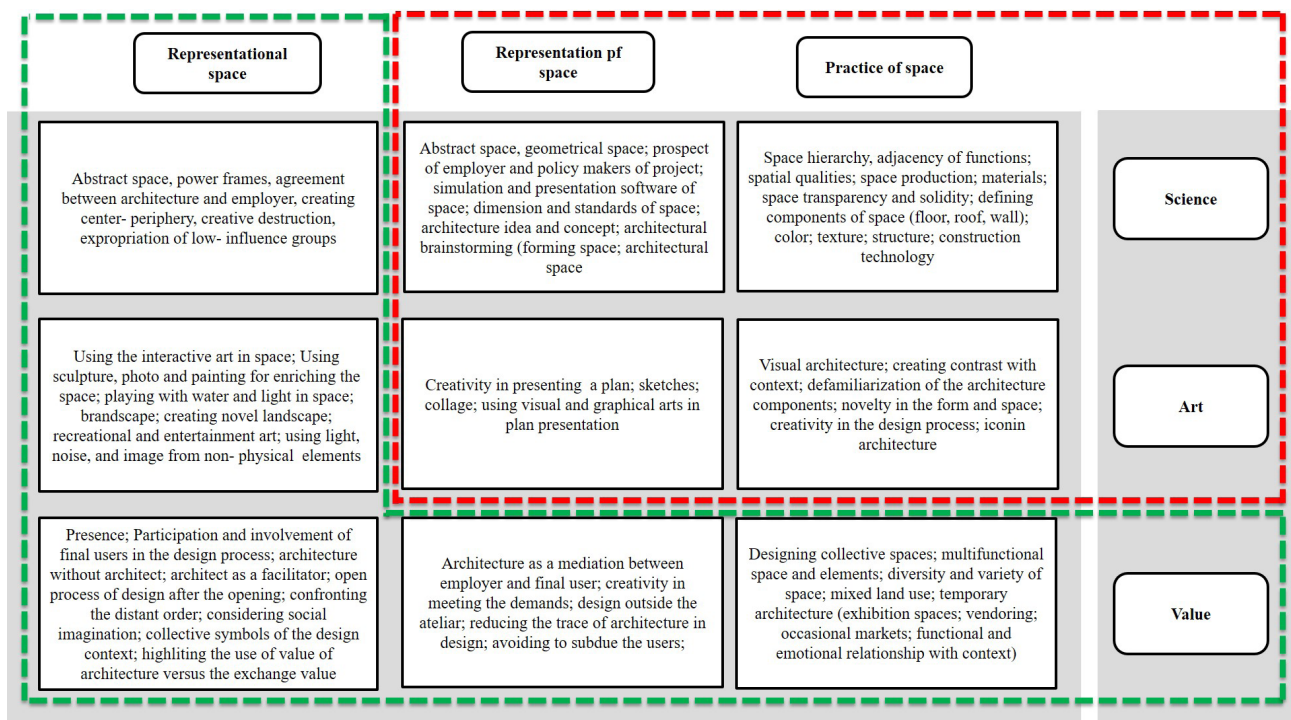 Representational
space
Representation pf
space
Practice of space
Abstract space, power frames, agreement
between architecture and employer, creating
center- periphery, creative destruction,
expropriation of low- influence groups
Abstract space, geometrical space; prospect
of employer and policy makers of project;
simulation and presentation software of
space; dimension and standards of space;
architecture idea and concept; architectural
brainstorming (forming space; architectural
space
Space hierarchy, adjacency of functions;
spatial qualities; space production; materials;
space transparency and solidity; defining
components of space (floor, roof, wall);
color; texture; structure; construction
technology
Science
Using the interactive art in space; Using
sculpture, photo and painting for enriching the
space; playing with water and light in space;
brandscape; creating novel landscape;
recreational and entertainment art; using light,
noise, and image from non- physical elements
Creativity in presenting a plan; sketches;
collage; using visual and graphical arts in
plan presentation
Visual architecture; creating contrast with
context; defamiliarization of the architecture
components; novelty in the form and space;
creativity in the design process; iconin
architecture
Art
Presence; Participation and involvement of
final users in the design process; architecture
without architect; architect as a facilitator; open
process of design after the opening;
confronting the distant order; considering social
imagination; collective symbols of the design
context; highliting the use of value of
architecture versus the exchange value
Architecture as a mediation between
employer and final user; creativity in
meeting the demands; design outside the
ateliar; reducing the trace of architecture in
design; avoiding to subdue the users;
Designing collective spaces; multifunctional
space and elements; diversity and variety of
space; mixed land use; temporary
architecture (exhibition spaces; vendoring;
occasional markets; functional and
emotional relationship with context)
Value